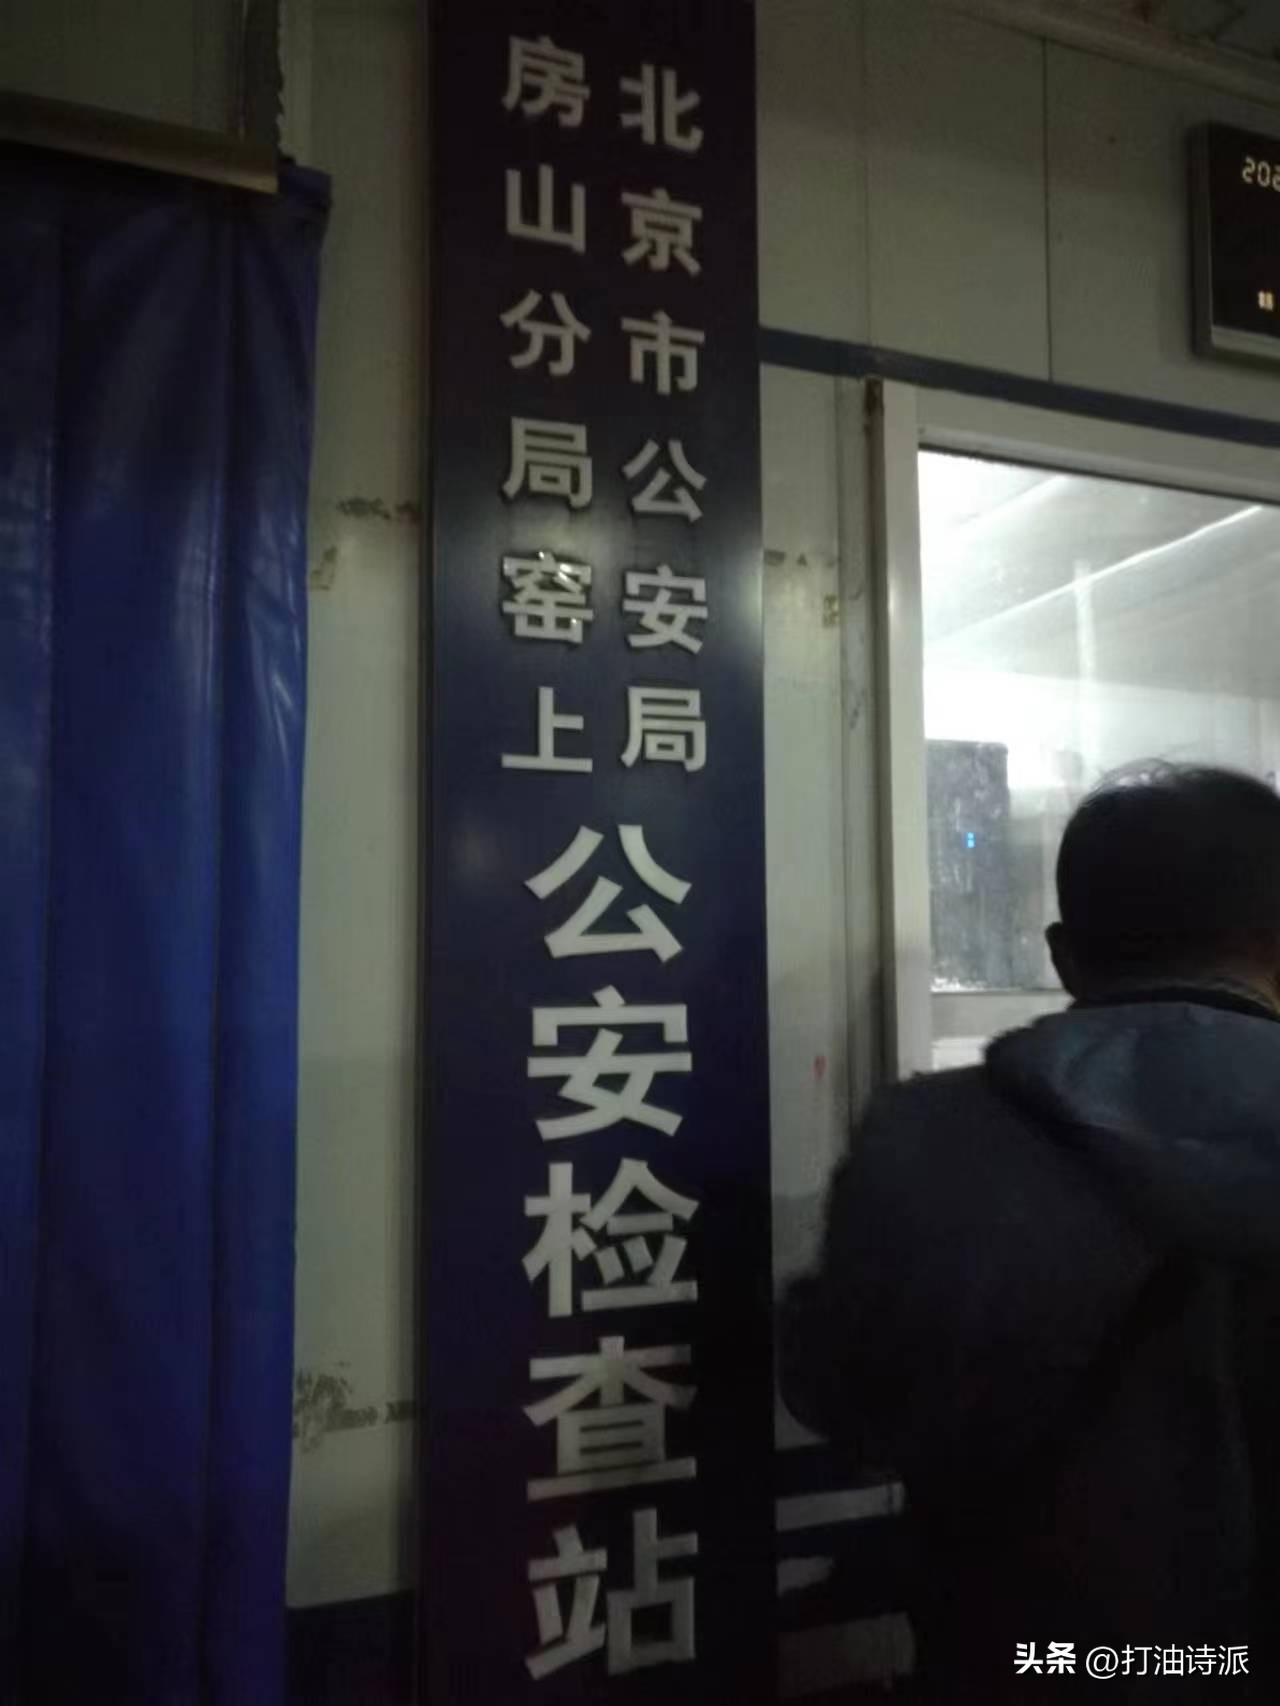 北京市公安局
房山分局窑上
公安检查站
202
头条 @打油诗派